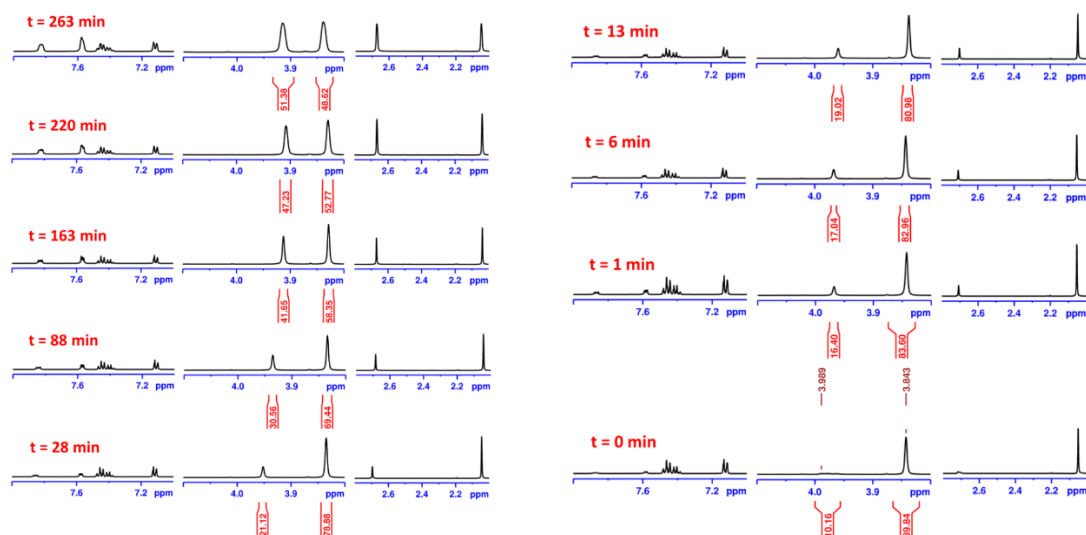 t = 263 min
7.6 7.2 ppm 4.0 3.9 ppm 2.6 2.4 2.2 ppm
51.38 48.62
t = 220 min
7.6 7.2 ppm 4.0 3.9 ppm 2.6 2.4 2.2 ppm
47.23 52.77
t = 163 min
7.6 7.2 ppm 4.0 3.9 ppm 2.6 2.4 2.2 ppm
41.65 58.35
t = 88 min
7.6 7.2 ppm 4.0 3.9 ppm 2.6 2.4 2.2 ppm
30.56 69.44
t = 28 min
7.6 7.2 ppm 4.0 3.9 ppm 2.6 2.4 2.2 ppm
21.12 78.88
t = 13 min
7.6 7.2 ppm 4.0 3.9 ppm 2.6 2.4 2.2 ppm
19.02 80.98
t = 6 min
7.6 7.2 ppm 4.0 3.9 ppm 2.6 2.4 2.2 ppm
17.04 82.96
t = 1 min
7.6 7.2 ppm 4.0 3.9 ppm 2.6 2.4 2.2 ppm
16.40 83.60
3.989 3.843
t = 0 min
7.6 7.2 ppm 4.0 3.9 ppm 2.6 2.4 2.2 ppm
10.16 89.84